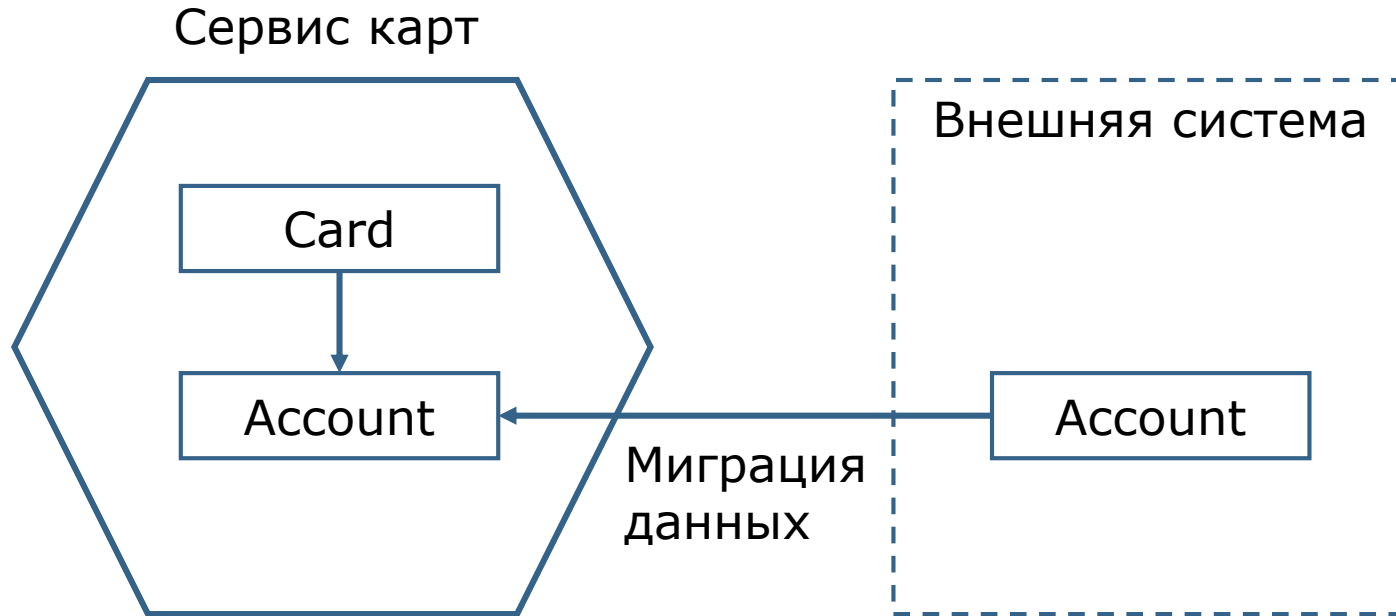 Сервис карт
Внешняя система
Card
Account
Account
Миграция
данных